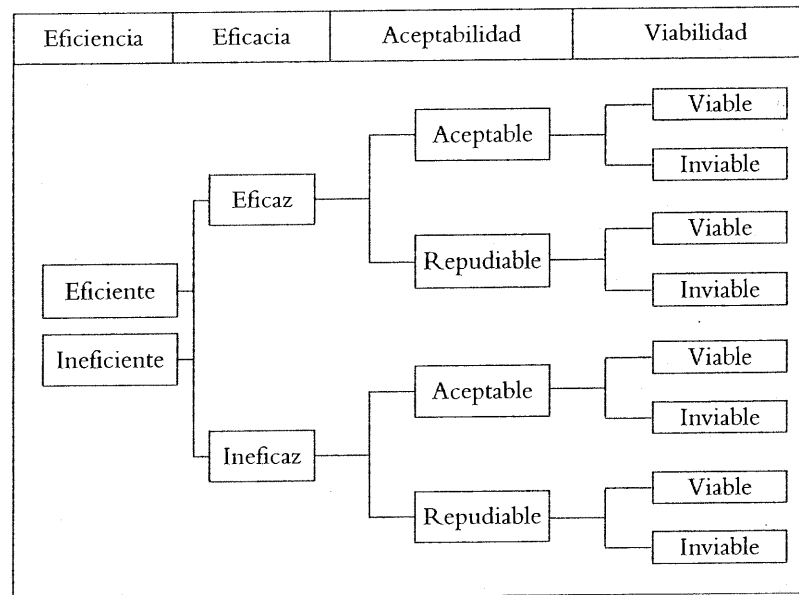 Eficiencia
Eficacia
Aceptabilidad
Viabilidad
Viable
Aceptable
Inviable
Eficaz
Viable
Repudiable
Inviable
Eficiente
Ineficiente
Viable
Aceptable
Inviable
Ineficaz
Viable
Repudiable
Inviable